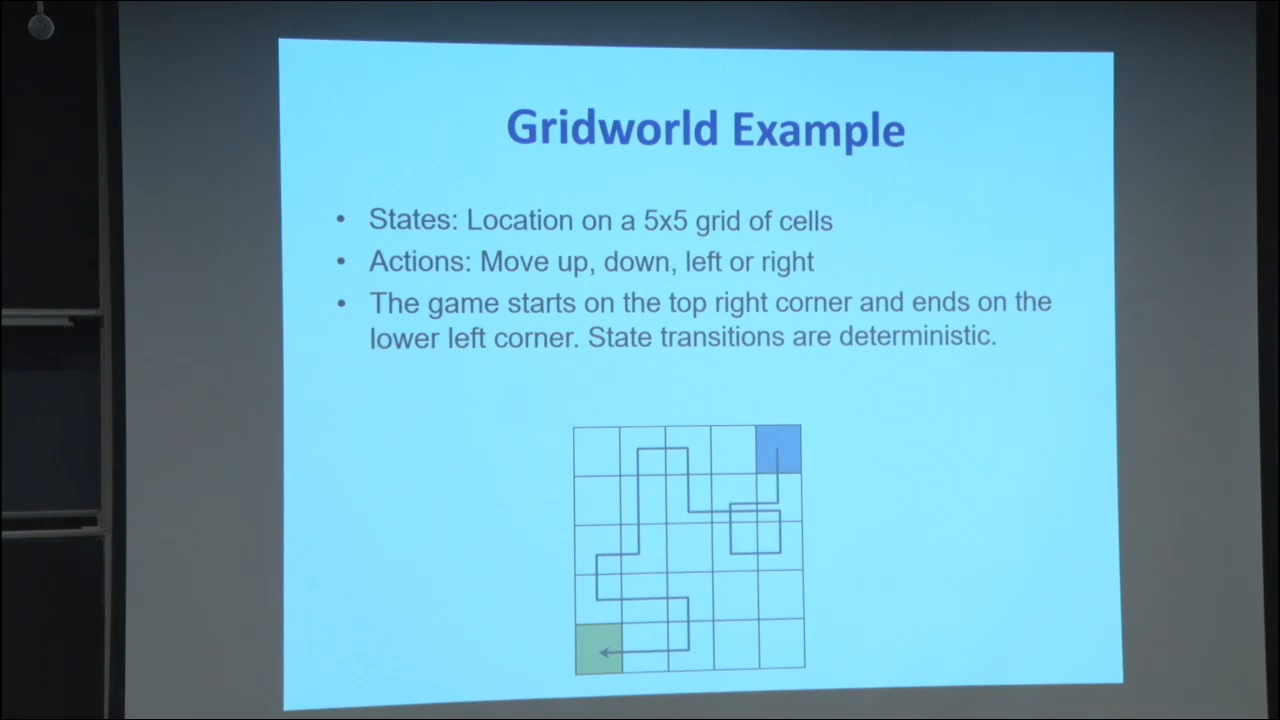 Gridworld Example
• States: Location on a 5x5 grid of cells
• Actions: Move up, down, left or right
• The game starts on the top right corner and ends on the
lower left corner. State transitions are deterministic.